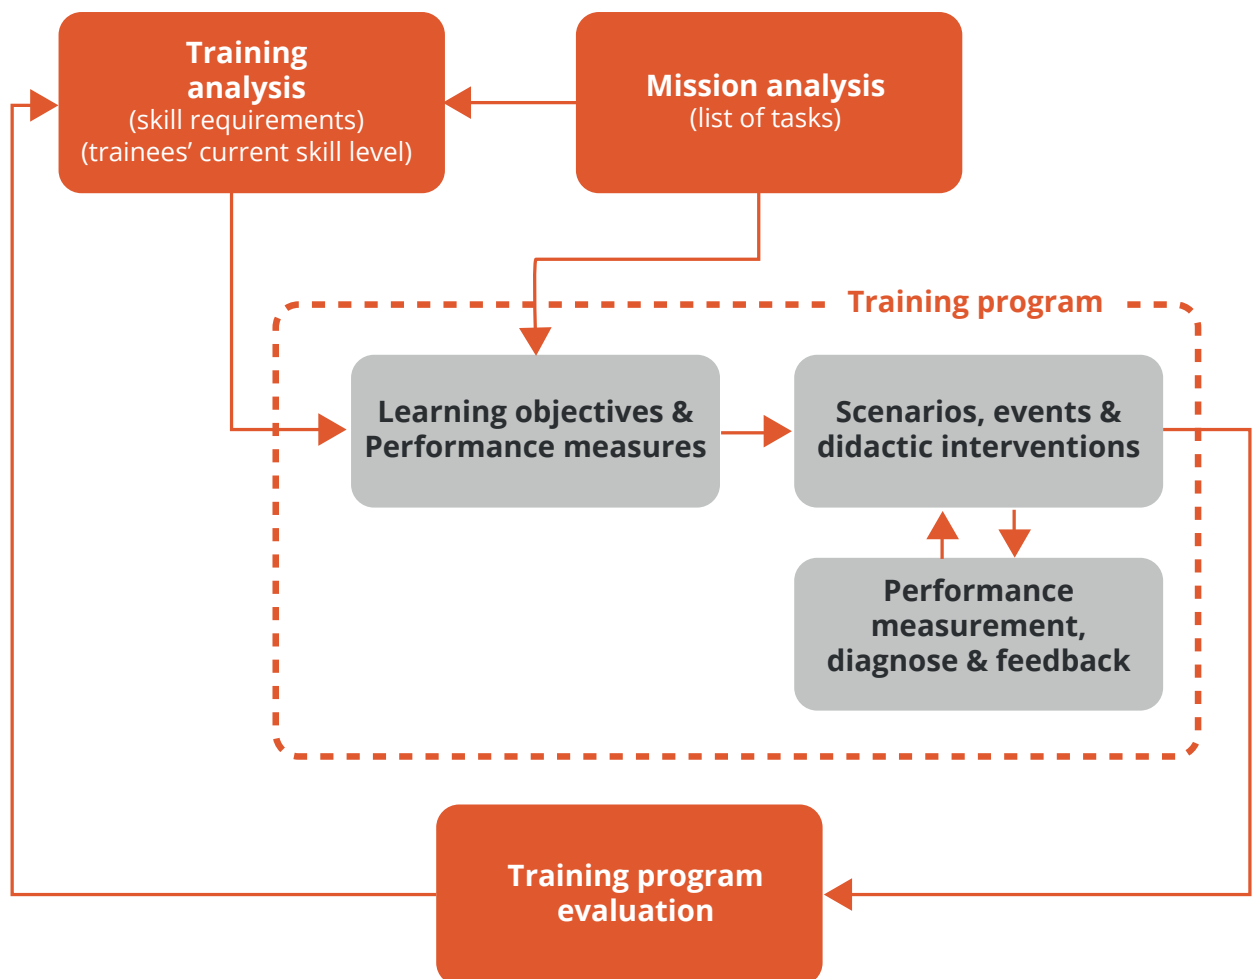 Training
analysis
(skill requirements)
(trainees’ current skill level)
Mission analysis
(list of tasks)
Training program
Learning objectives &
Performance measures
Scenarios, events &
didactic interventions
Performance
measurement,
diagnose & feedback
Training program
evaluation